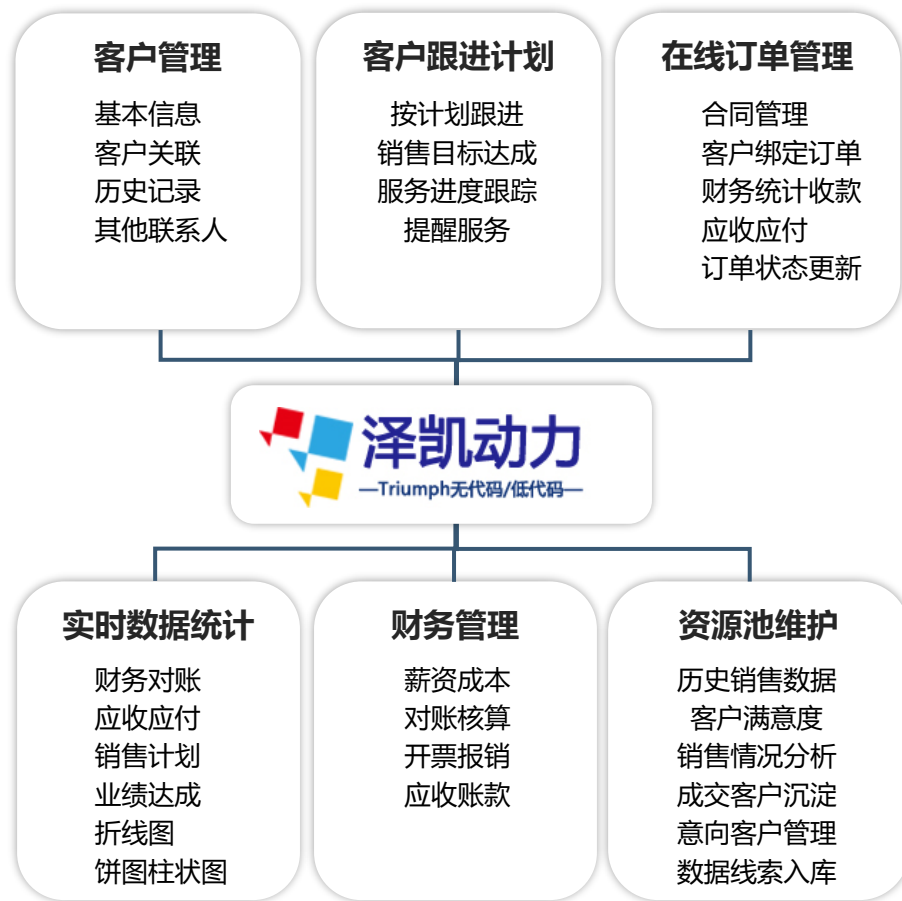 客户管理
基本信息
客户关联
历史记录
其他联系人
客户跟进计划
按计划跟进
销售目标达成
服务进度跟踪
提醒服务
在线订单管理
合同管理
客户绑定订单
财务统计收款
应收应付
订单状态更新
泽凯动力
—Triumph无代码/低代码—
实时数据统计
财务对账
应收应付
销售计划
业绩达成
折线图
饼图柱状图
财务管理
薪资成本
对账核算
开票报销
应收账款
资源池维护
历史销售数据
客户满意度
销售情况分析
成交客户沉淀
意向客户管理
数据线索入库